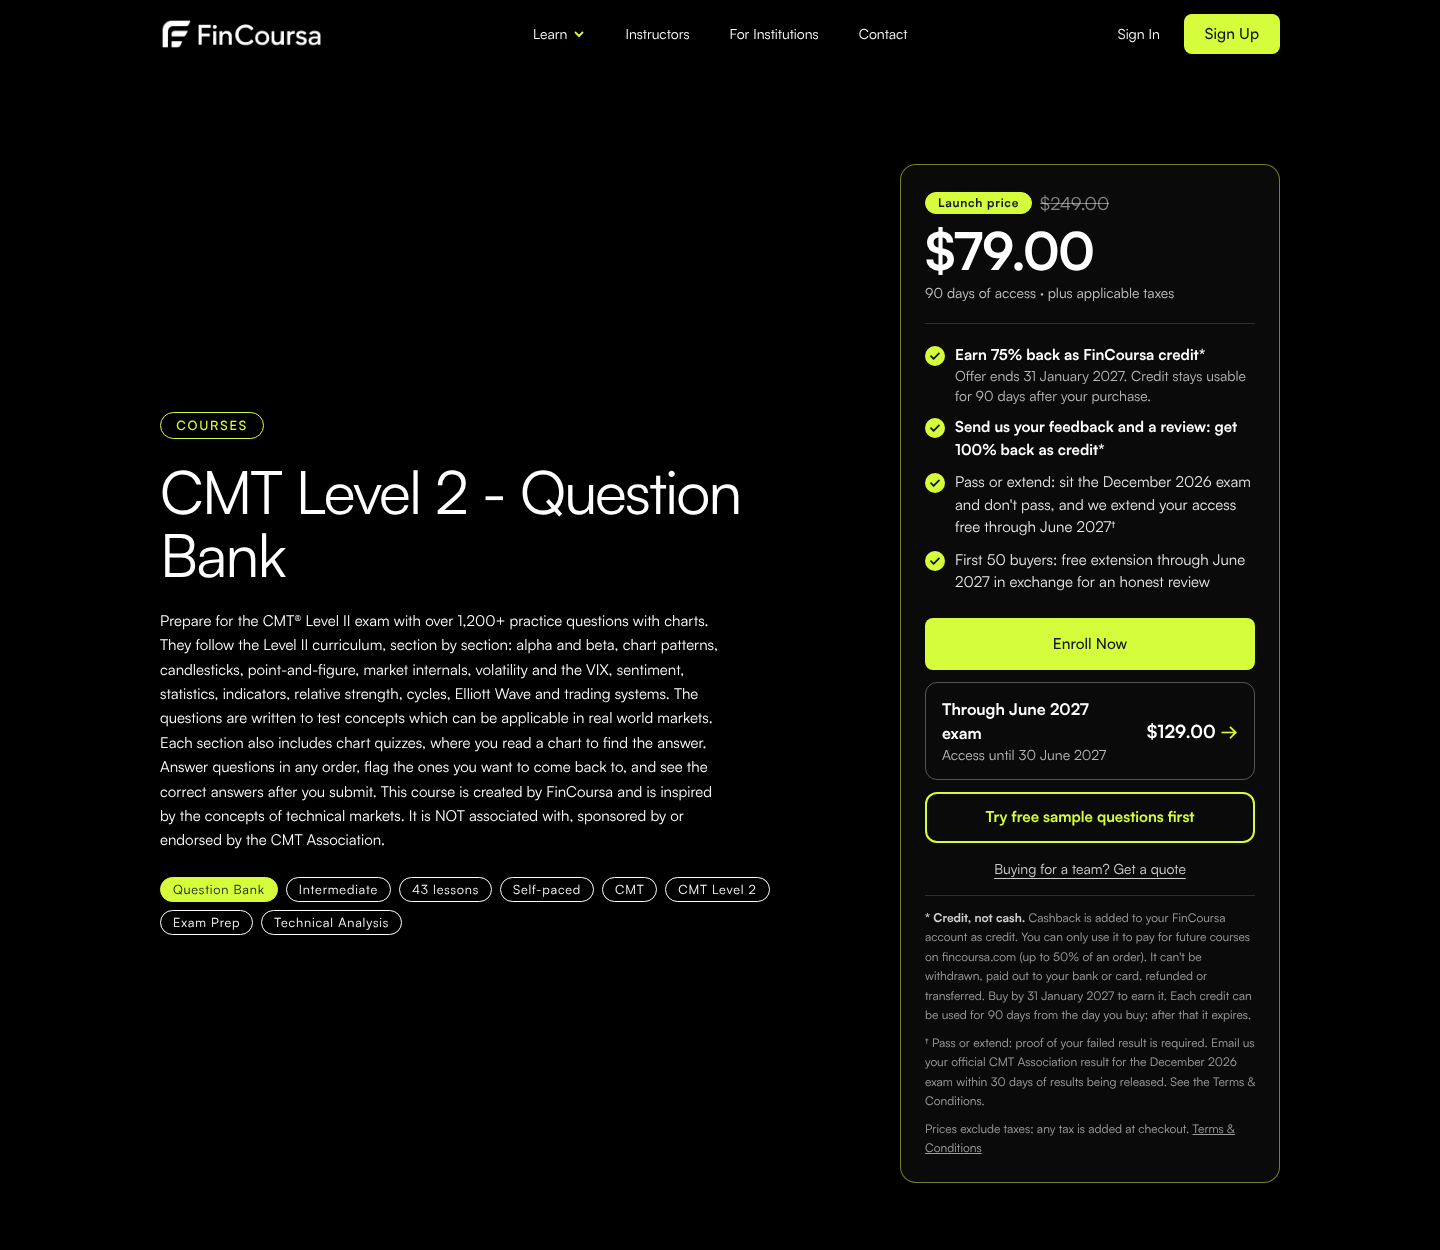 FinCoursa
Learn
Instructors
For Institutions
Contact
Sign In
Sign Up
COURSES
CMT Level 2 - Question
Bank
Prepare for the CMT® Level II exam with over 1,200+ practice questions with charts.
They follow the Level II curriculum, section by section: alpha and beta, chart patterns,
candlesticks, point-and-figure, market internals, volatility and the VIX, sentiment,
statistics, indicators, relative strength, cycles, Elliott Wave and trading systems. The
questions are written to test concepts which can be applicable in real world markets.
Each section also includes chart quizzes, where you read a chart to find the answer.
Answer questions in any order, flag the ones you want to come back to, and see the
correct answers after you submit. This course is created by FinCoursa and is inspired
by the concepts of technical markets. It is NOT associated with, sponsored by or
endorsed by the CMT Association.
Question Bank
Intermediate
43 lessons
Self-paced
CMT
CMT Level 2
Exam Prep
Technical Analysis
Launch price $249.00
$79.00
90 days of access · plus applicable taxes
Earn 75% back as FinCoursa credit*
Offer ends 31 January 2027. Credit stays usable
for 90 days after your purchase.
Send us your feedback and a review: get
100% back as credit*
Pass or extend: sit the December 2026 exam
and don't pass, and we extend your access
free through June 2027†
First 50 buyers: free extension through June
2027 in exchange for an honest review
Enroll Now
Through June 2027
exam
Access until 30 June 2027
$129.00 →
Try free sample questions first
Buying for a team? Get a quote
* Credit, not cash. Cashback is added to your FinCoursa
account as credit. You can only use it to pay for future courses
on fincoursa.com (up to 50% of an order). It can't be
withdrawn, paid out to your bank or card, refunded or
transferred. Buy by 31 January 2027 to earn it. Each credit can
be used for 90 days from the day you buy; after that it expires.
† Pass or extend: proof of your failed result is required. Email us
your official CMT Association result for the December 2026
exam within 30 days of results being released. See the Terms &
Conditions.
Prices exclude taxes; any tax is added at checkout. Terms &
Conditions